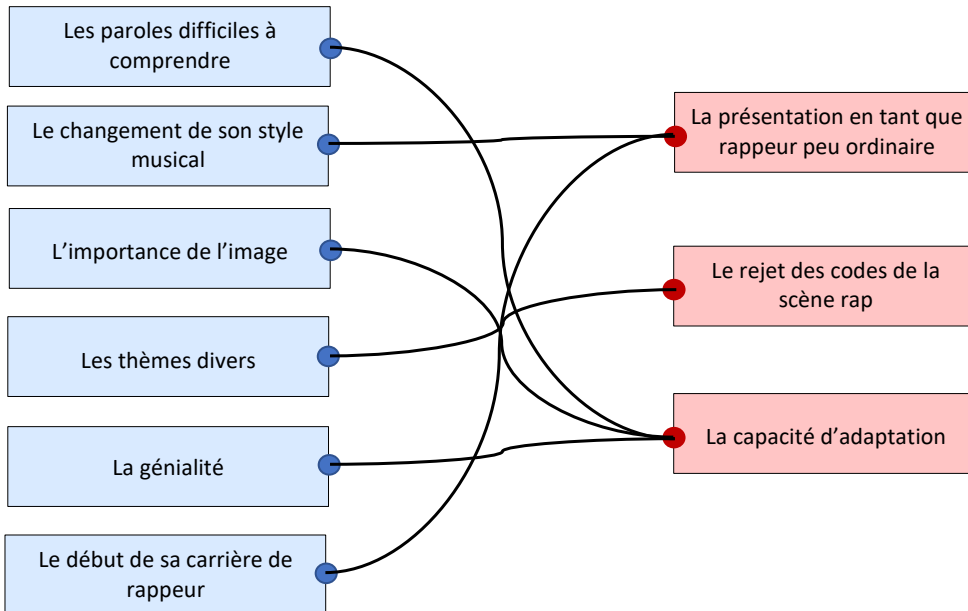 Les paroles difficiles à
comprendre
Le changement de son style
musical
L’importance de l’image
Les thèmes divers
La génialité
Le début de sa carrière de
rappeur
La présentation en tant que
rappeur peu ordinaire
Le rejet des codes de la
scène rap
La capacité d’adaptation